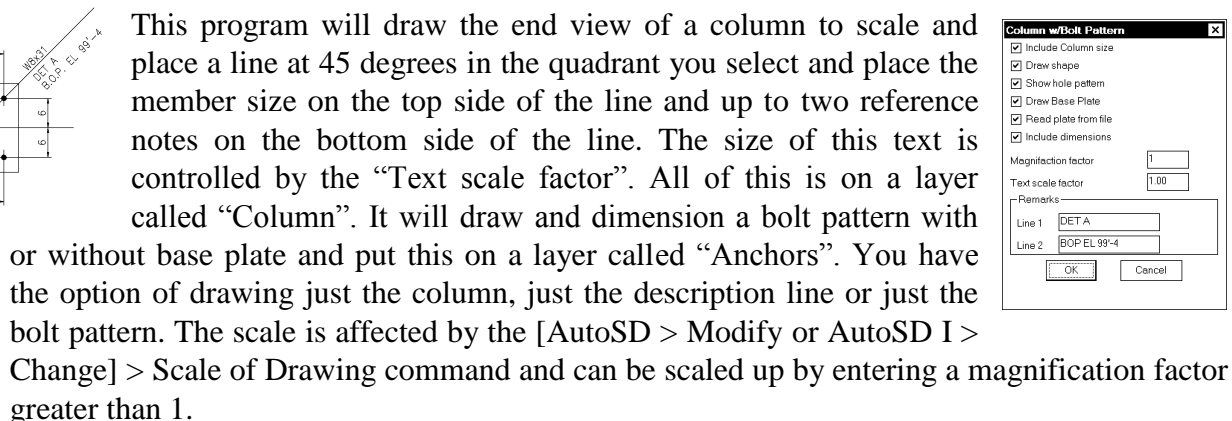 W8x31
DET A
B.O.P. EL 99'-4
6
6
This program will draw the end view of a column to scale and
place a line at 45 degrees in the quadrant you select and place the
member size on the top side of the line and up to two reference
notes on the bottom side of the line. The size of this text is
controlled by the “Text scale factor”. All of this is on a layer
called “Column”. It will draw and dimension a bolt pattern with
or without base plate and put this on a layer called “Anchors”. You have
the option of drawing just the column, just the description line or just the
bolt pattern. The scale is affected by the [AutoSD > Modify or AutoSD I >
Change] > Scale of Drawing command and can be scaled up by entering a magnification factor
greater than 1.
Column w/Bolt Pattern
Include Column size
Draw shape
Show hole pattern
Draw Base Plate
Read plate from file
Include dimensions
Magnifaction factor 1
Text scale factor 1.00
Remarks
Line 1 DET A
Line 2 BOP EL 99'-4
OK Cancel